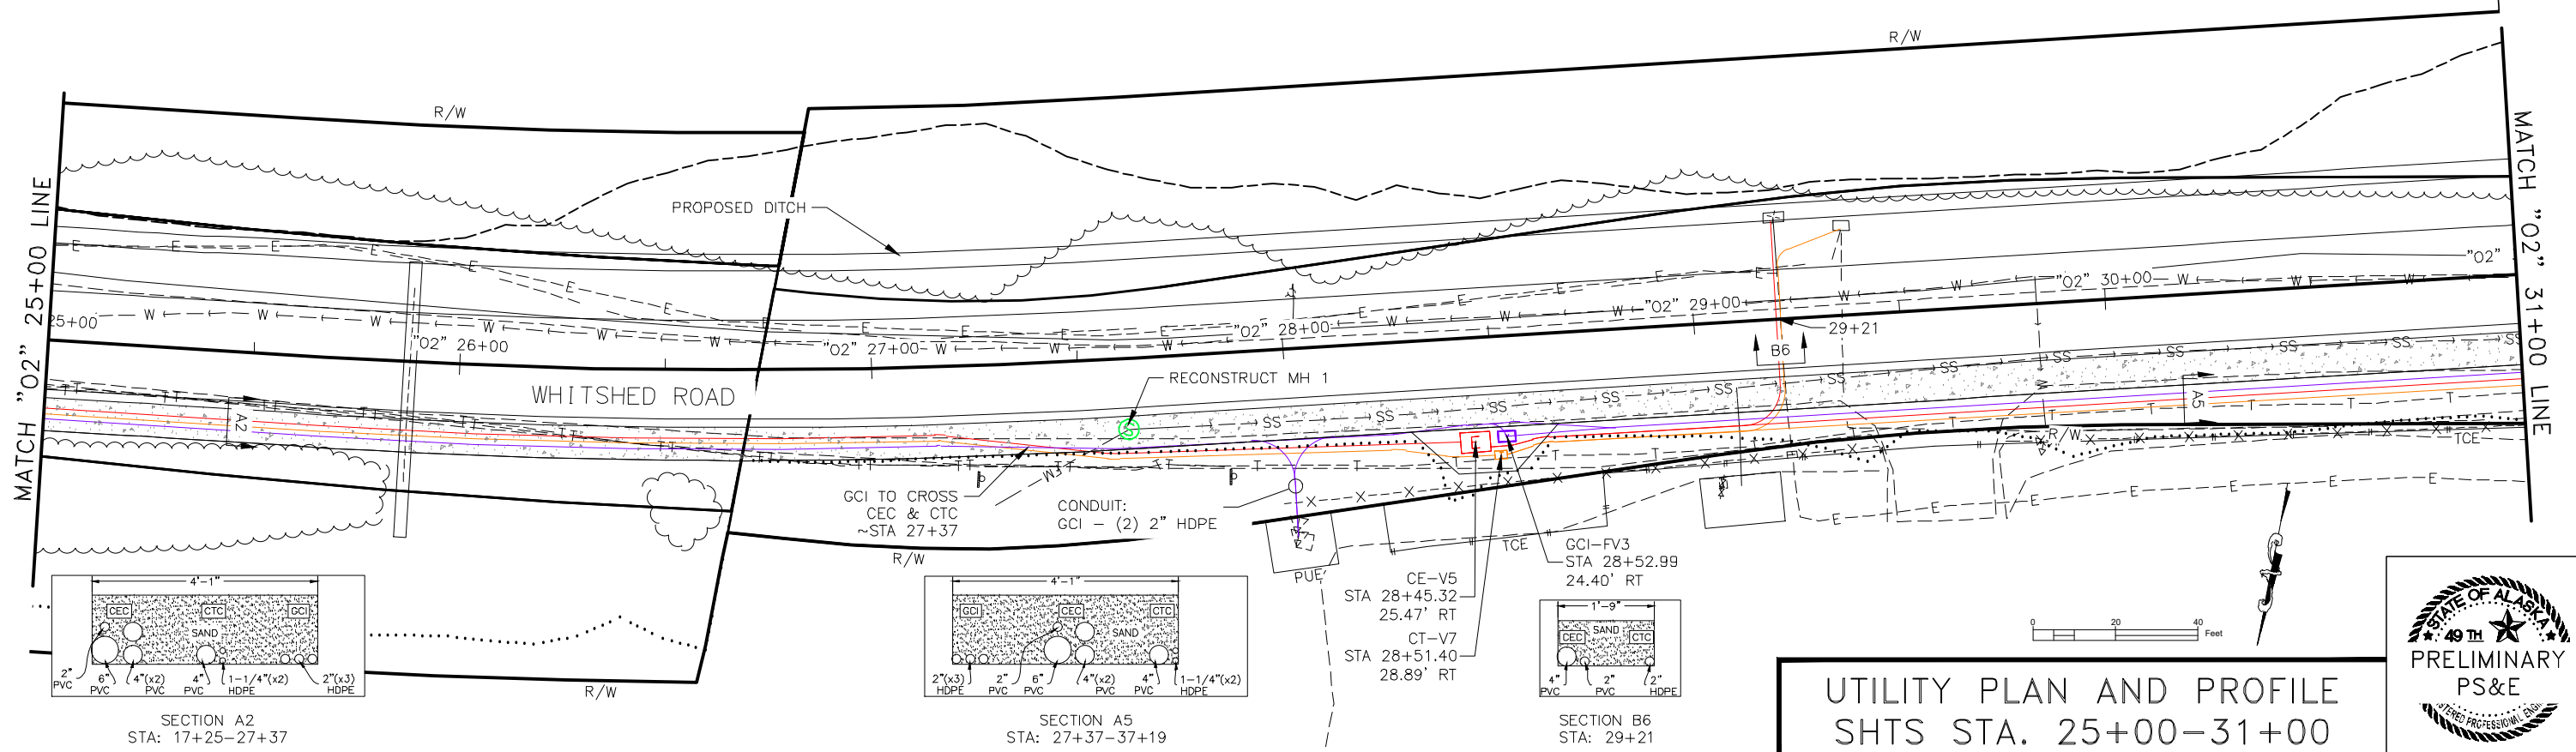 R/W
R/W
MATCH "O2" 25+00 LINE
MATCH "O2" 31+00 LINE
PROPOSED DITCH
25+00
"O2" 26+00
"O2" 27+00
"O2" 28+00
"O2" 29+00
"O2" 30+00
"O2"
29+21
B6
WHITSHED ROAD
RECONSTRUCT MH 1
A2
A5
R/W
TCE
FM
GCI TO CROSS
CEC & CTC
~STA 27+37
CONDUIT:
GCI - (2) 2" HDPE
R/W
PUE
TCE
GCI-FV3
STA 28+52.99
24.40' RT
CE-V5
STA 28+45.32
25.47' RT
CT-V7
STA 28+51.40
28.89' RT
4'-1"
CEC
CTC
GCI
SAND
2"
PVC
6"
PVC
4"(x2)
PVC
4"
PVC
1-1/4"(x2)
HDPE
2"(x3)
HDPE
SECTION A2
STA: 17+25-27+37
R/W
4'-1"
GCI
CEC
CTC
SAND
2"(x3)
HDPE
2"
PVC
6"
PVC
4"(x2)
PVC
4"
PVC
1-1/4"(x2)
HDPE
SECTION A5
STA: 27+37-37+19
1'-9"
SAND
CEC
CTC
4"
PVC
2"
PVC
2"
HDPE
SECTION B6
STA: 29+21
0 20 40
Feet
UTILITY PLAN AND PROFILE
SHTS STA. 25+00-31+00
STATE OF ALASKA
49 TH
PRELIMINARY
PS&E
PROFESSIONAL